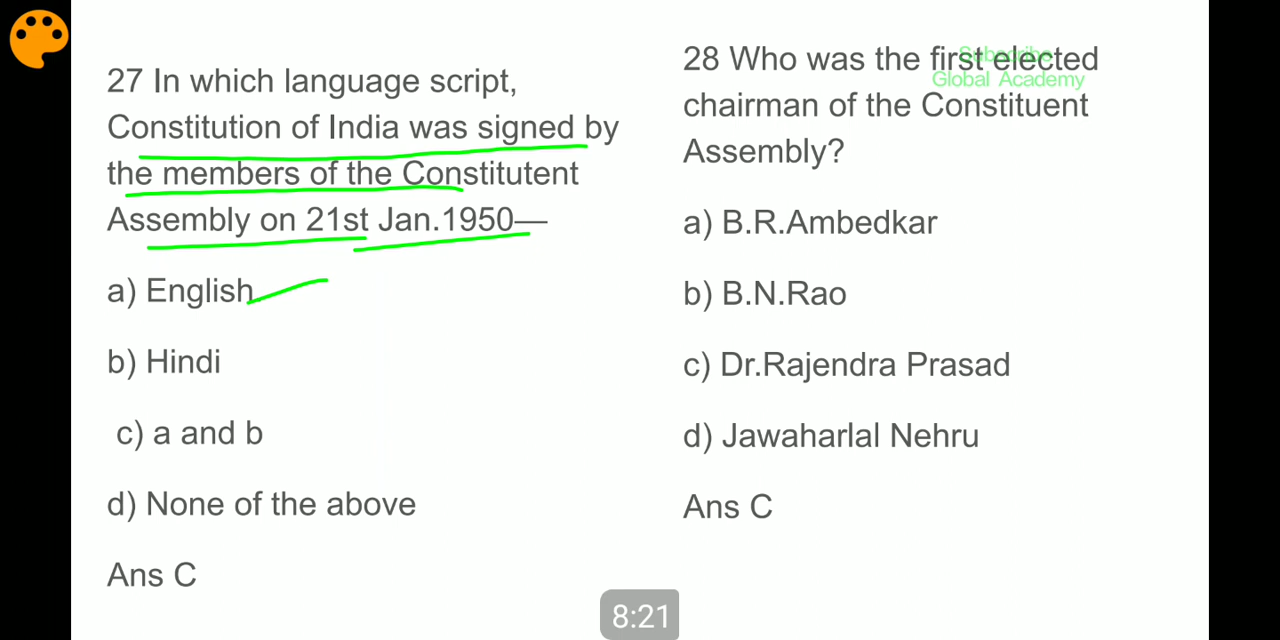 27 In which language script,
Constitution of India was signed by
the members of the Constitutent
Assembly on 21st Jan.1950—
a) English
b) Hindi
c) a and b
d) None of the above
Ans C
28 Who was the first elected
chairman of the Constituent
Assembly?
a) B.R.Ambedkar
b) B.N.Rao
c) Dr.Rajendra Prasad
d) Jawaharlal Nehru
Ans C
Subscribe
Global Academy
8:21